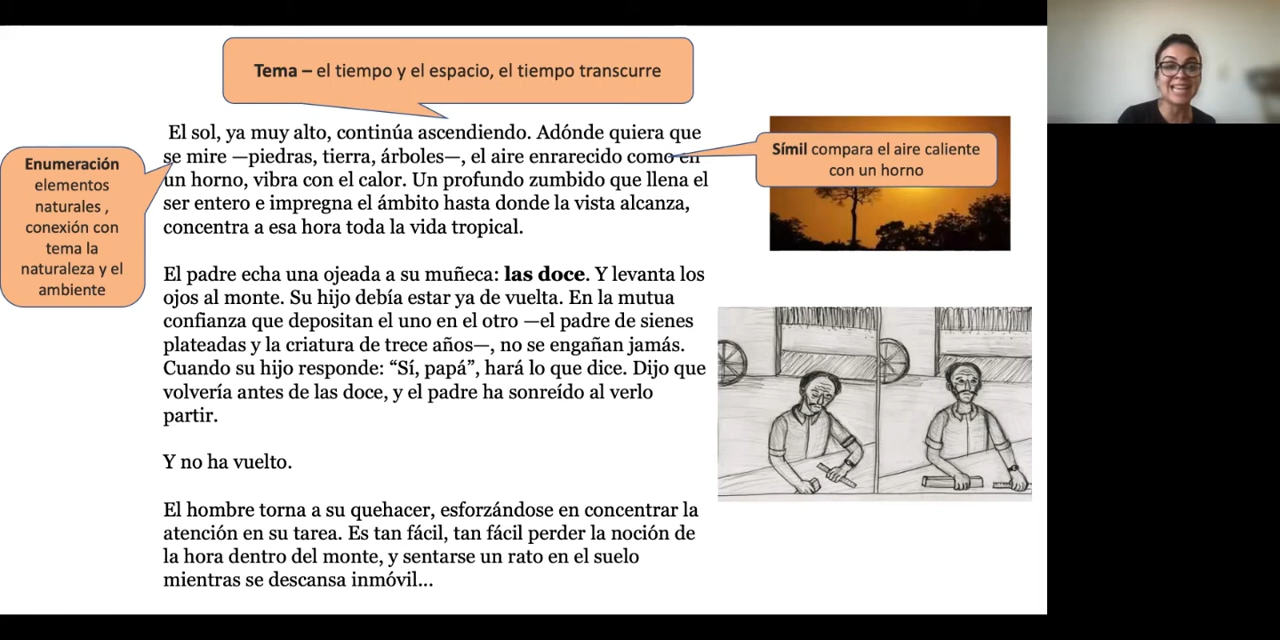 Tema – el tiempo y el espacio, el tiempo transcurre
El sol, ya muy alto, continúa ascendiendo. Adónde quiera que
se mire —piedras, tierra, árboles—, el aire enrarecido como en
un horno, vibra con el calor. Un profundo zumbido que llena el
ser entero e impregna el ámbito hasta donde la vista alcanza,
concentra a esa hora toda la vida tropical.
Enumeración
elementos
naturales ,
conexión con
tema la
naturaleza y el
ambiente
Símil compara el aire caliente
con un horno
El padre echa una ojeada a su muñeca: las doce. Y levanta los
ojos al monte. Su hijo debía estar ya de vuelta. En la mutua
confianza que depositan el uno en el otro —el padre de sienes
plateadas y la criatura de trece años—, no se engañan jamás.
Cuando su hijo responde: “Sí, papá”, hará lo que dice. Dijo que
volvería antes de las doce, y el padre ha sonreído al verlo
partir.
Y no ha vuelto.
El hombre torna a su quehacer, esforzándose en concentrar la
atención en su tarea. Es tan fácil, tan fácil perder la noción de
la hora dentro del monte, y sentarse un rato en el suelo
mientras se descansa inmóvil...